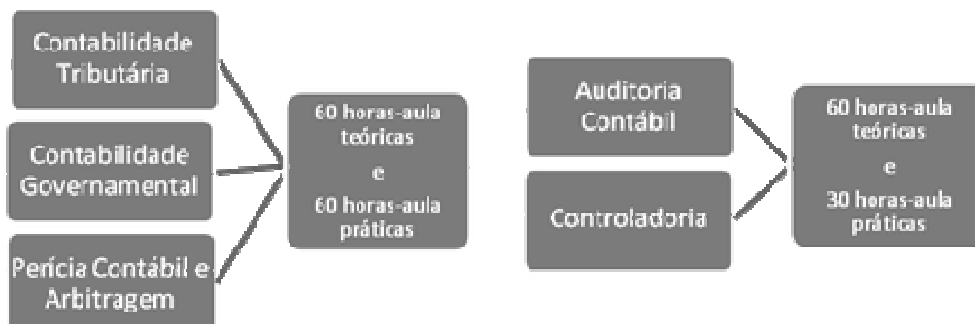 Contabilidade
Tributária
Contabilidade
Governamental
Perícia Contábil e
Arbitragem
60 horas-aula
teóricas
e
60 horas-aula
práticas
Auditoria
Contábil
Controladoria
60 horas-aula
teóricas
e
30 horas-aula
práticas